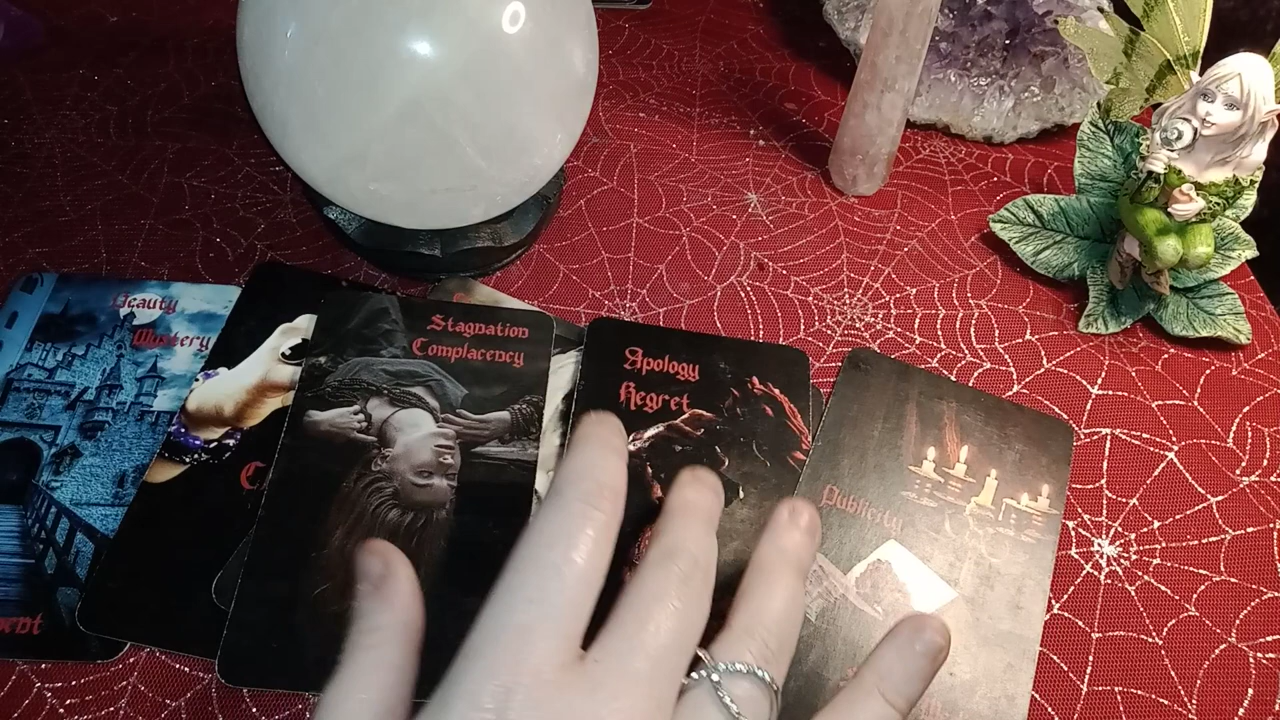 Beauty
Mystery
Stagnation
Complacency
Apology
Regret
Publicity